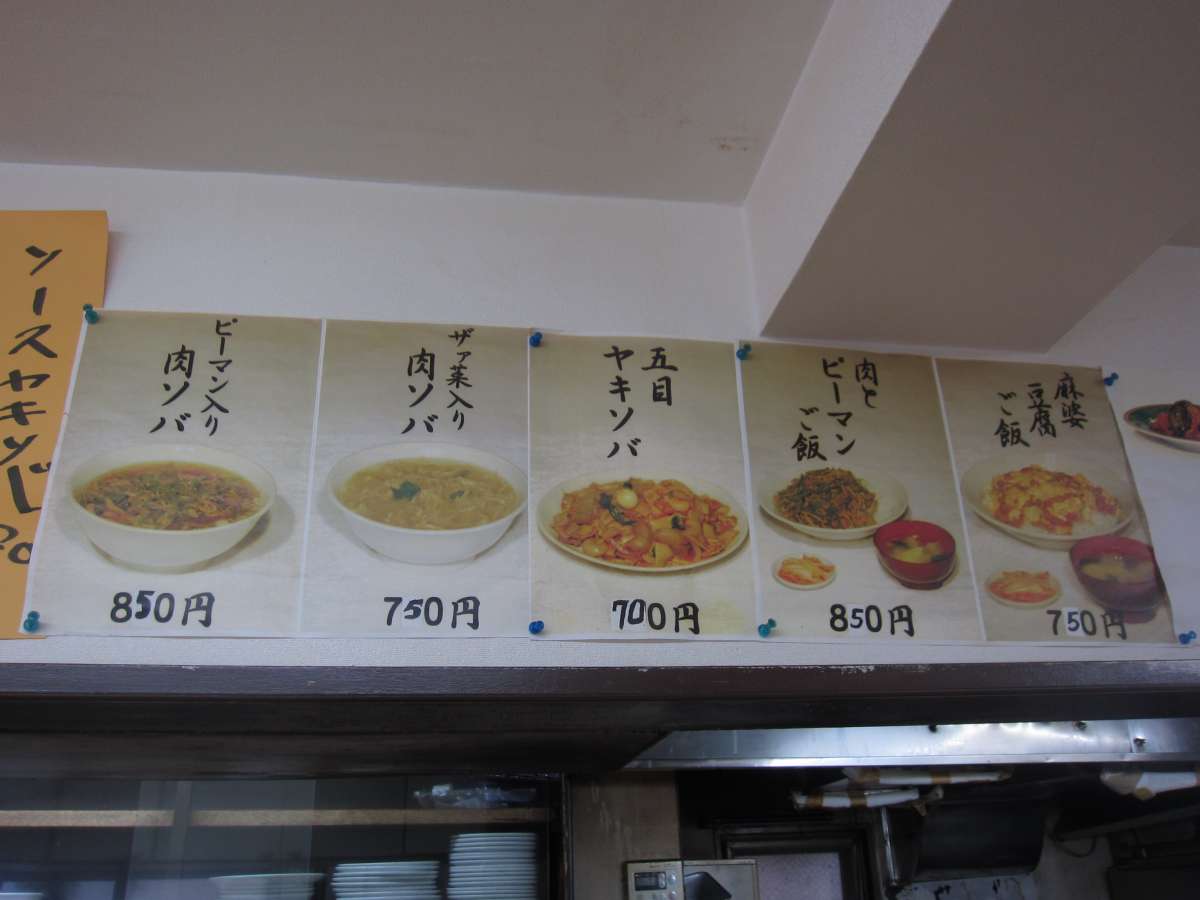 ソースヤキソバ
ピーマン入り
肉ソバ
850円
ザァ菜入り
肉ソバ
750円
五目
ヤキソバ
700円
肉と
ピーマン
ご飯
850円
麻婆
豆腐
ご飯
750円